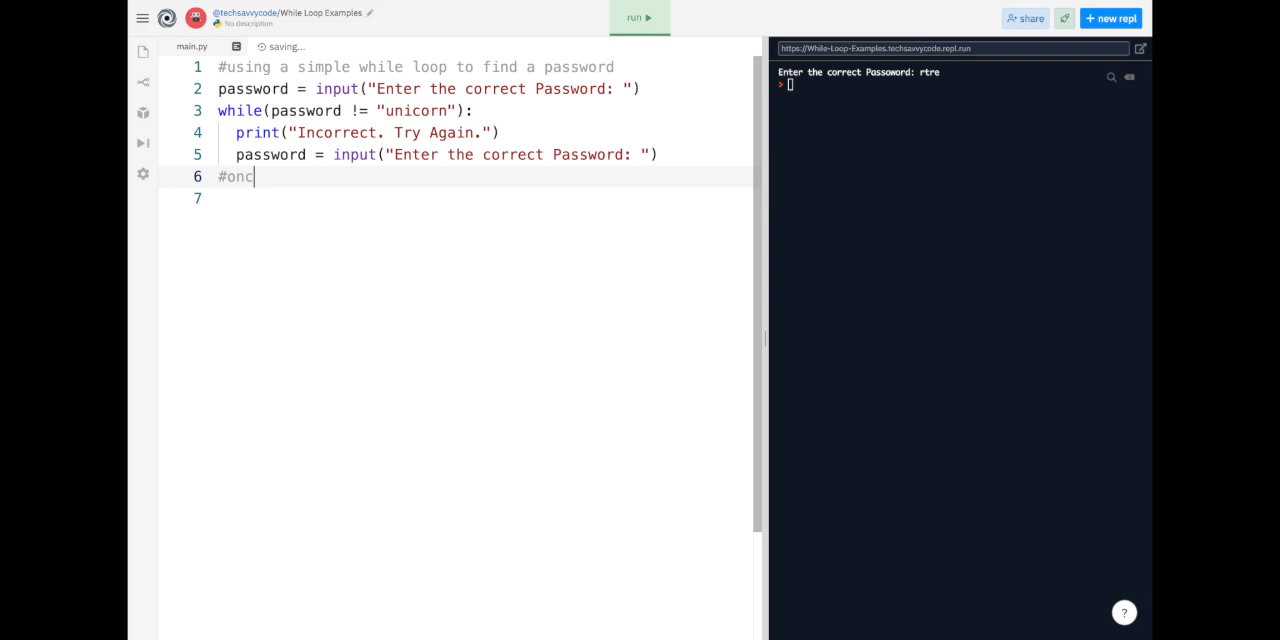 @techsavvycode/While Loop Examples
No description
run
share
+ new repl
main.py
saving...
https://While-Loop-Examples.techsavvycode.repl.run
1 #using a simple while loop to find a password
2 password = input("Enter the correct Password: ")
3 while(password != "unicorn"):
4 print("Incorrect. Try Again.")
5 password = input("Enter the correct Password: ")
6 #onc
7
Enter the correct Passoword: rtre
>
?